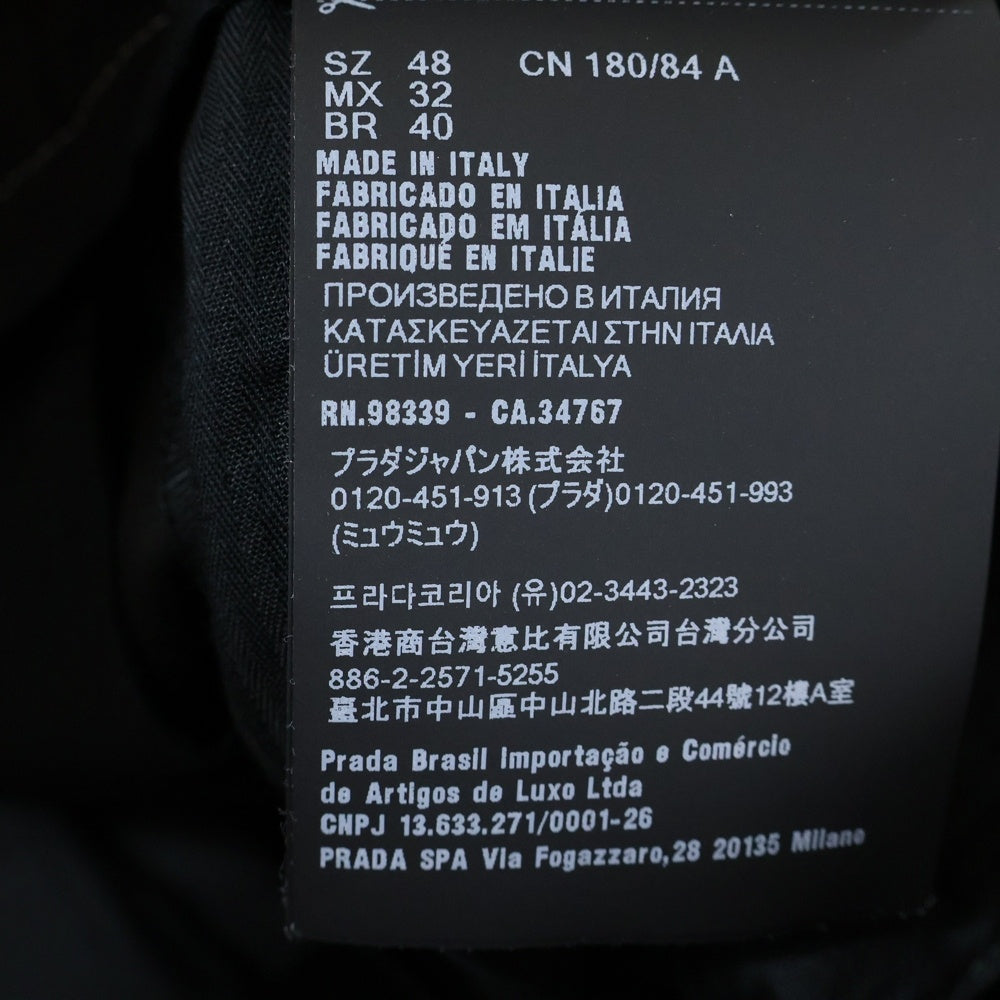 SZ 48 CN 180/84 A
MX 32
BR 40
MADE IN ITALY
FABRICADO EN ITALIA
FABRICADO EM ITÁLIA
FABRIQUÉ EN ITALIE
ПРОИЗВЕДЕНО В ИТАЛИЯ
ΚΑΤΑΣΚΕΥΑΖΕΤΑΙ ΣΤΗΝ ΙΤΑΛΙΑ
ÜRETİM YERİ İTALYA
RN.98339 - CA.34767
プラダジャパン株式会社
0120-451-913 (プラダ)0120-451-993
(ミュウミュウ)
프라다코리아 (유)02-3443-2323
香港商台灣意比有限公司台灣分公司
886-2-2571-5255
臺北市中山區中山北路二段44號12樓A室
Prada Brasil Importação e Comércio
de Artigos de Luxo Ltda
CNPJ 13.633.271/0001-26
PRADA SPA Via Fogazzaro,28 20135 Milano